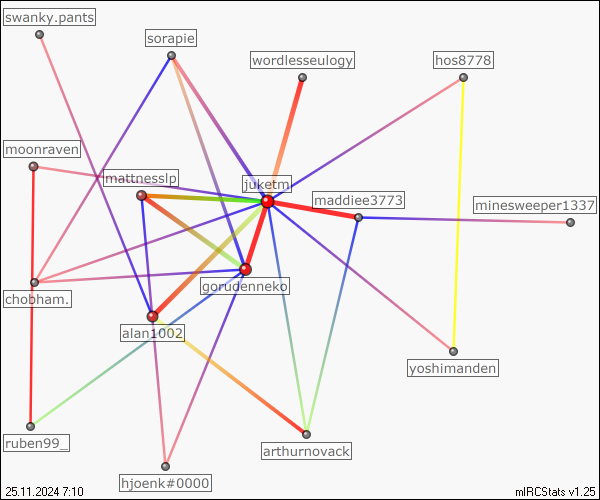 swanky.pants
sorapie
wordlesseulogy
hos8778
moonraven
mattnesslp
juketm
maddiee3773
minesweeper1337
chobham.
gorudenneko
alan1002
yoshimanden
ruben99_
arthurnovack
hjoenk#0000
25.11.2024 7:10
mIRCStats v1.25